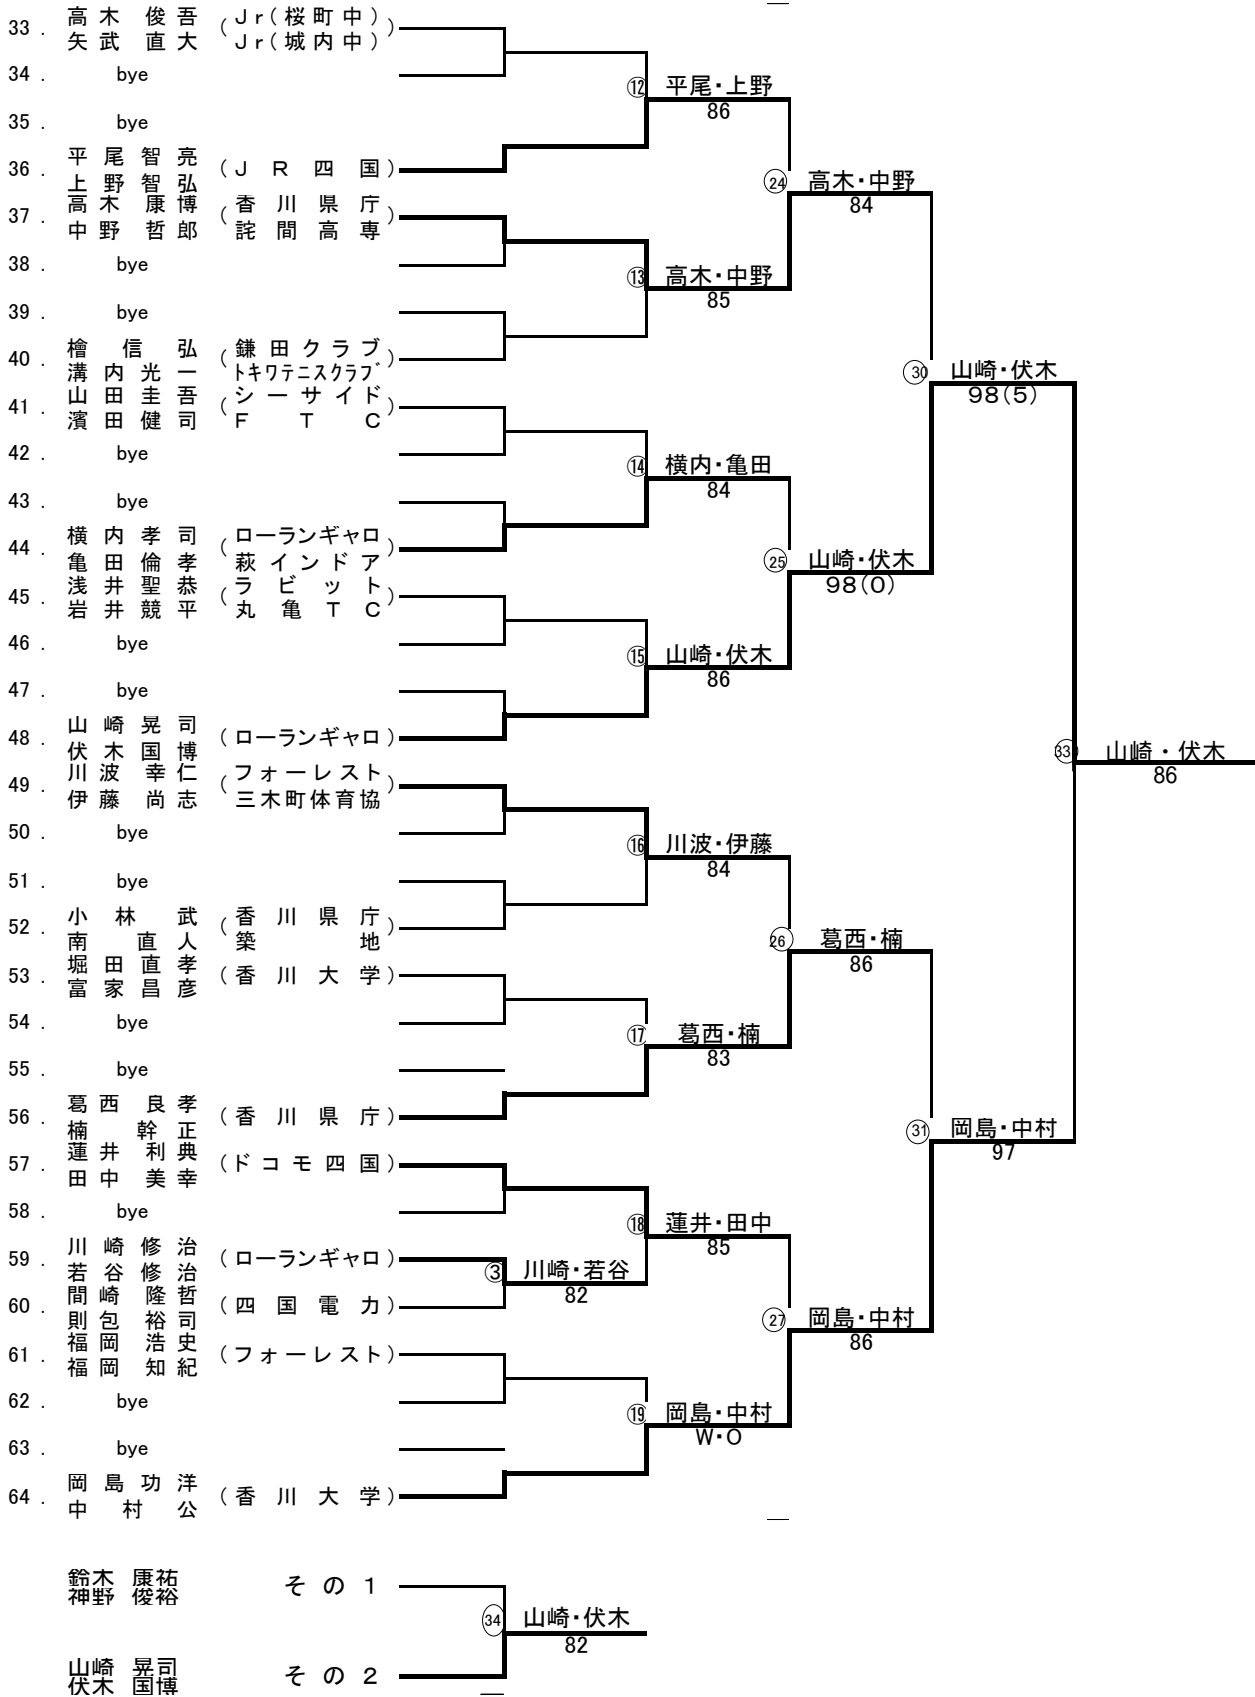 33 . 高木 俊吾 ( Jr(桜町中) )
矢武 直大 Jr(城内中)
34 . bye
⑫ 平尾・上野
86
35 . bye
36 . 平尾智亮 ( JR四国 )
上野智弘
㉔ 高木・中野
84
37 . 高木 康博 ( 香川県庁 )
中野 哲郎 詫間高専
38 . bye
⑬ 高木・中野
85
39 . bye
40 . 檜 信弘 ( 鎌田クラブ )
溝内光一 トキワテニスクラブ
㉚ 山崎・伏木
98(5)
41 . 山田圭吾 ( シーサイド )
濱田健司 FTC
42 . bye
⑭ 横内・亀田
84
43 . bye
44 . 横内孝司 ( ローランギャロ )
亀田倫孝 萩インドア
㉕ 山崎・伏木
98(0)
45 . 浅井聖恭 ( ラビット )
岩井競平 丸亀TC
46 . bye
⑮ 山崎・伏木
86
47 . bye
48 . 山崎晃司 ( ローランギャロ )
伏木国博
㉝ 山崎・伏木
86
49 . 川波 幸仁 ( フォーレスト )
伊藤 尚志 三木町体育協
50 . bye
⑯ 川波・伊藤
84
51 . bye
52 . 小林 武 ( 香川県庁 )
南 直人 築地
㉖ 葛西・楠
86
53 . 堀田直孝 ( 香川大学 )
富家昌彦
54 . bye
⑰ 葛西・楠
83
55 . bye
56 . 葛西 良孝 ( 香川県庁 )
楠 幹正
㉛ 岡島・中村
97
57 . 蓮井 利典 ( ドコモ四国 )
田中 美幸
58 . bye
⑱ 蓮井・田中
85
59 . 川崎修治 ( ローランギャロ )
若谷修治
③ 川崎・若谷
82
60 . 間崎 隆哲 ( 四国電力 )
則包 裕司
㉗ 岡島・中村
86
61 . 福岡 浩史 ( フォーレスト )
福岡 知紀
62 . bye
⑲ 岡島・中村
W・O
63 . bye
64 . 岡島功洋 ( 香川大学 )
中村 公
鈴木 康祐 その1
神野 俊裕
㉞ 山崎・伏木
82
山崎 晃司 その2
伏木 国博